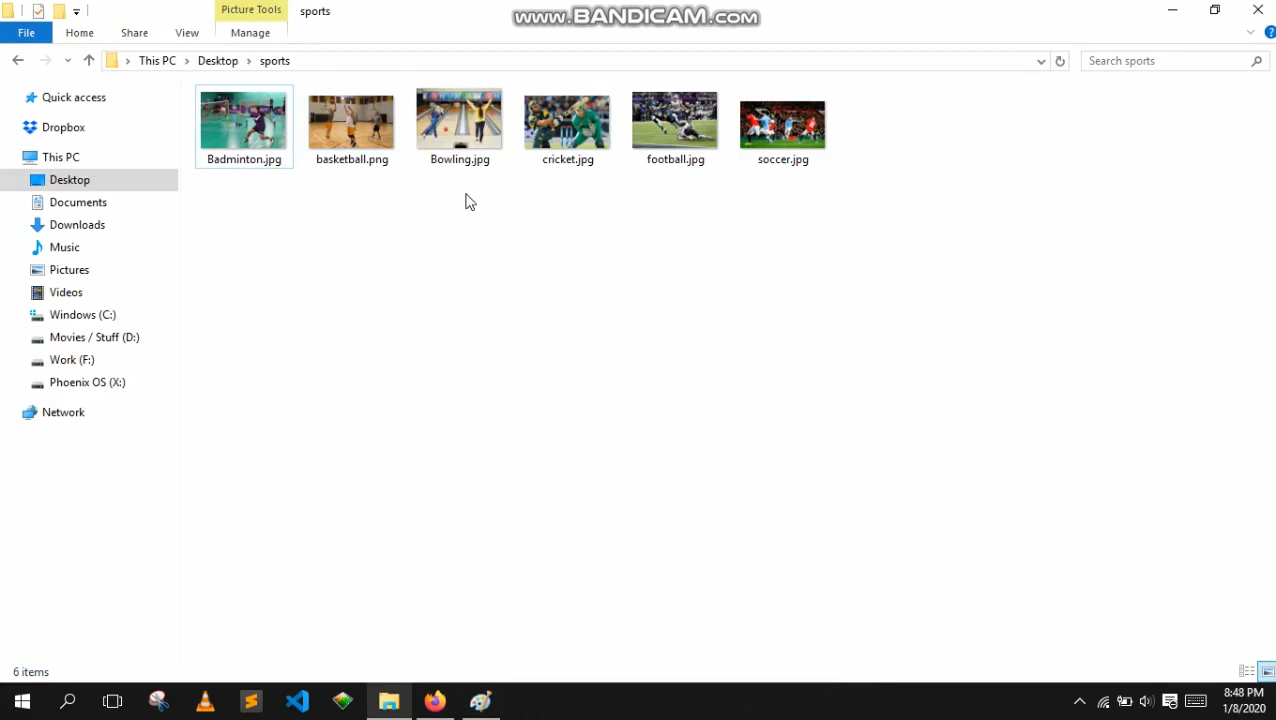 Picture Tools
sports
www.BANDICAM.com
File
Home
Share
View
Manage
This PC
Desktop
sports
Search sports
Quick access
Dropbox
This PC
Desktop
Documents
Downloads
Music
Pictures
Videos
Windows (C:)
Movies / Stuff (D:)
Work (F:)
Phoenix OS (X:)
Network
Badminton.jpg
basketball.png
Bowling.jpg
cricket.jpg
football.jpg
soccer.jpg
6 items
8:48 PM
1/8/2020